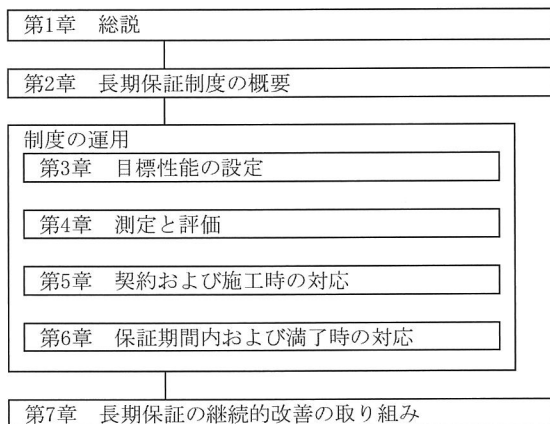 第1章　総説
第2章　長期保証制度の概要
制度の運用
第3章　目標性能の設定
第4章　測定と評価
第5章　契約および施工時の対応
第6章　保証期間内および満了時の対応
第7章　長期保証の継続的改善の取り組み